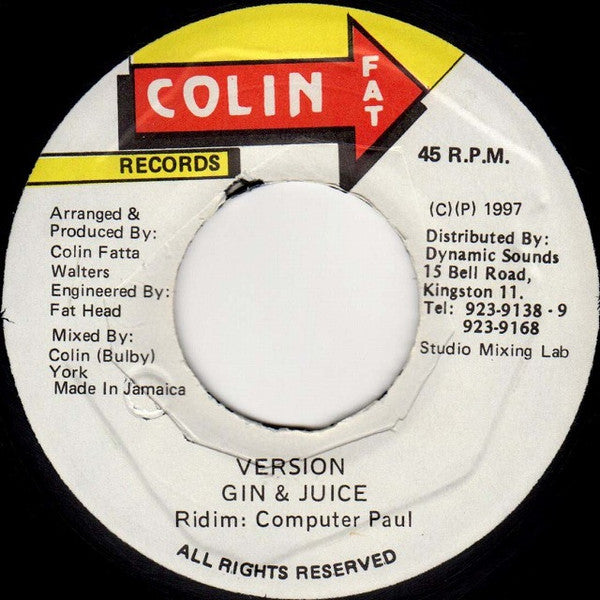 COLIN FAT
RECORDS
45 R.P.M.
Arranged &
Produced By:
Colin Fatta
Walters
Engineered By:
Fat Head
Mixed By:
Colin (Bulby)
York
Made In Jamaica
(C)(P) 1997
Distributed By:
Dynamic Sounds
15 Bell Road,
Kingston 11.
Tel: 923-9138 - 9
923-9168
Studio Mixing Lab
VERSION
GIN & JUICE
Ridim: Computer Paul
ALL RIGHTS RESERVED